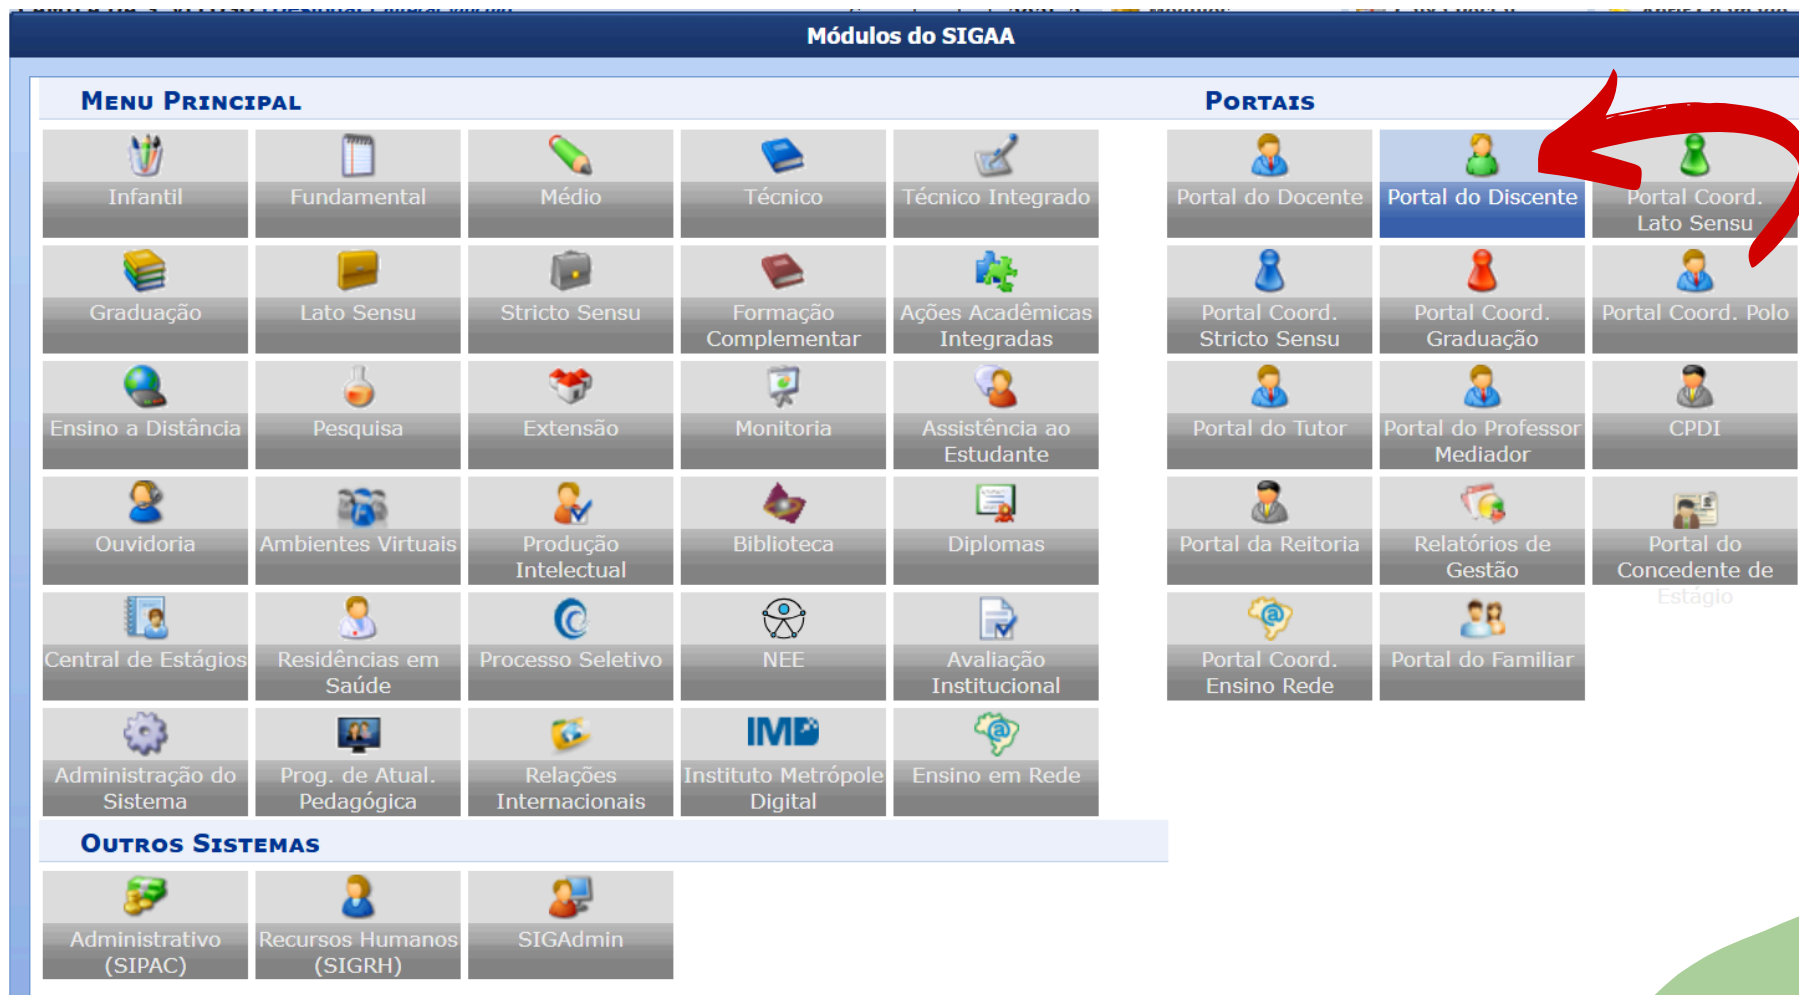 Módulos do SIGAA
MENU PRINCIPAL
PORTAIS
Infantil
Fundamental
Médio
Técnico
Técnico Integrado
Portal do Docente
Portal do Discente
Portal Coord.
Lato Sensu
Graduação
Lato Sensu
Stricto Sensu
Formação
Complementar
Ações Acadêmicas
Integradas
Portal Coord.
Stricto Sensu
Portal Coord.
Graduação
Portal Coord. Polo
Ensino a Distância
Pesquisa
Extensão
Monitoria
Assistência ao
Estudante
Portal do Tutor
Portal do Professor
Mediador
CPDI
Ouvidoria
Ambientes Virtuais
Produção
Intelectual
Biblioteca
Diplomas
Portal da Reitoria
Relatórios de
Gestão
Portal do
Concedente de
Estágio
Central de Estágios
Residências em
Saúde
Processo Seletivo
NEE
Avaliação
Institucional
Portal Coord.
Ensino Rede
Portal do Familiar
Administração do
Sistema
Prog. de Atual.
Pedagógica
Relações
Internacionais
IMD
Instituto Metrópole
Digital
Ensino em Rede
OUTROS SISTEMAS
Administrativo
(SIPAC)
Recursos Humanos
(SIGRH)
SIGAdmin